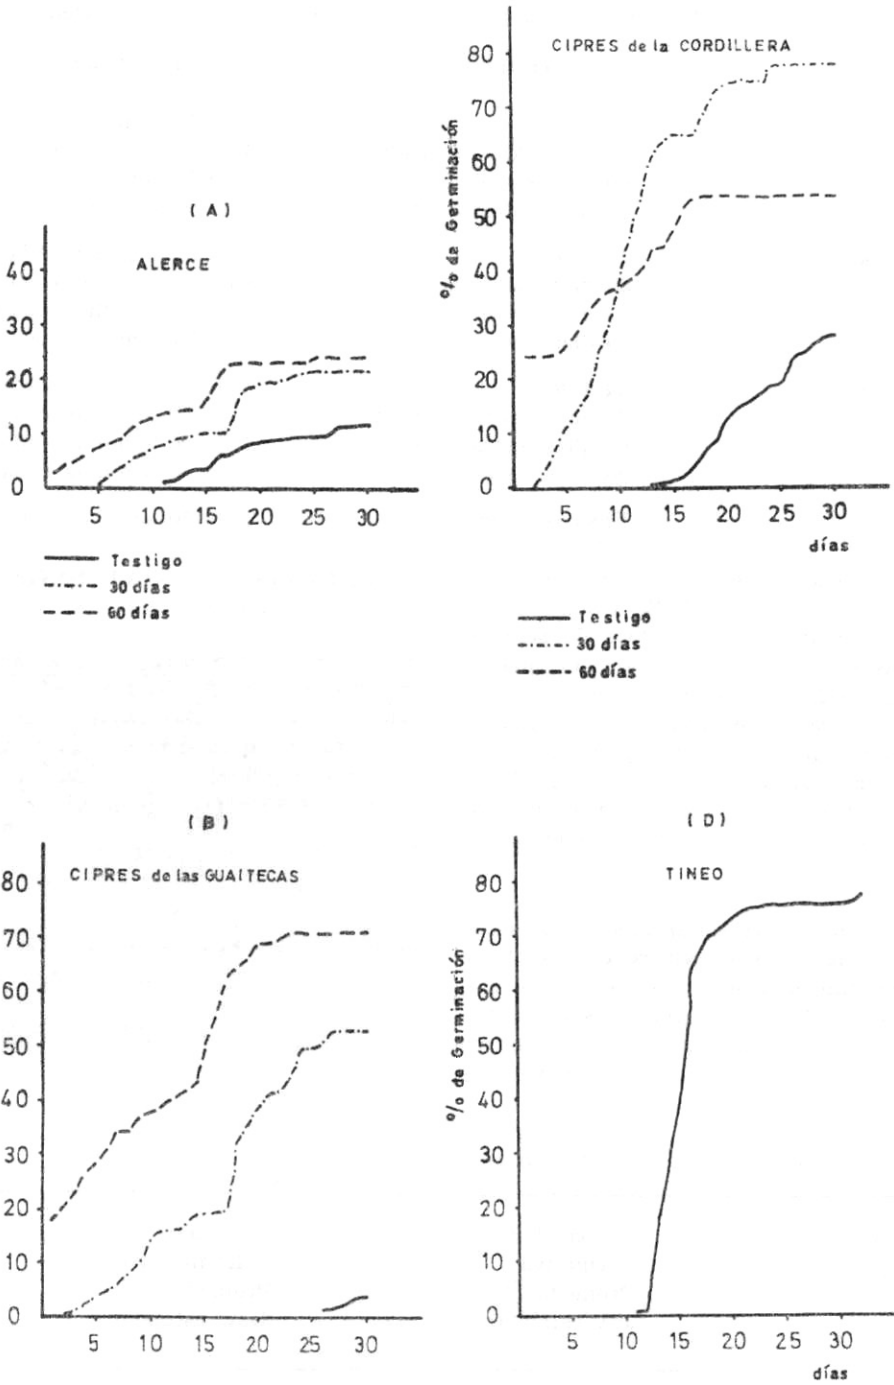 (A)
ALERCE
40
30
20
10
0
5 10 15 20 25 30
Testigo
30 días
60 días
CIPRES de la CORDILLERA
% de Germinación
80
70
60
50
40
30
20
10
0
5 10 15 20 25 30
días
Testigo
30 días
60 días
(B)
CIPRES de las GUAITECAS
80
70
60
50
40
30
20
10
0
5 10 15 20 25 30
(D)
TINEO
% de Germinación
80
70
60
50
40
30
20
10
0
5 10 15 20 25 30
días